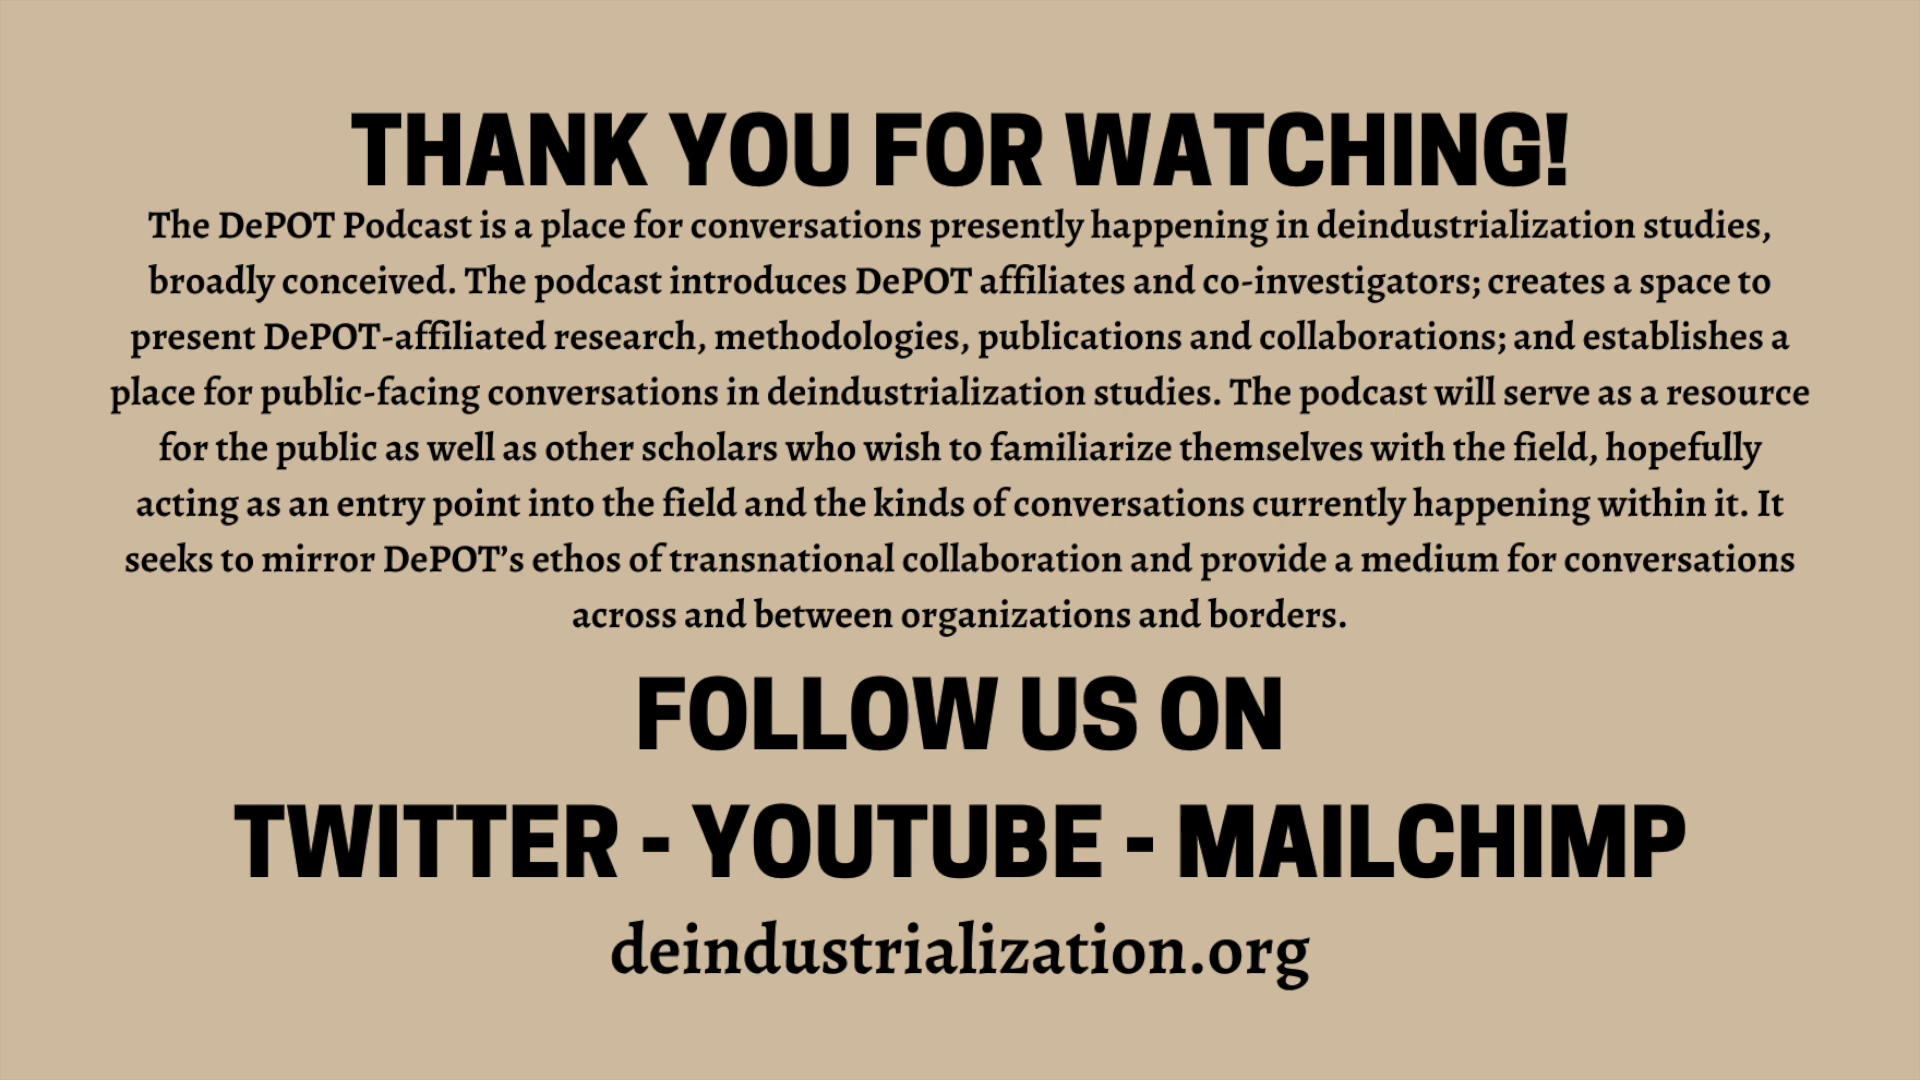 THANK YOU FOR WATCHING!
The DePOT Podcast is a place for conversations presently happening in deindustrialization studies,
broadly conceived. The podcast introduces DePOT affiliates and co-investigators; creates a space to
present DePOT-affiliated research, methodologies, publications and collaborations; and establishes a
place for public-facing conversations in deindustrialization studies. The podcast will serve as a resource
for the public as well as other scholars who wish to familiarize themselves with the field, hopefully
acting as an entry point into the field and the kinds of conversations currently happening within it. It
seeks to mirror DePOT’s ethos of transnational collaboration and provide a medium for conversations
across and between organizations and borders.
FOLLOW US ON
TWITTER - YOUTUBE - MAILCHIMP
deindustrialization.org